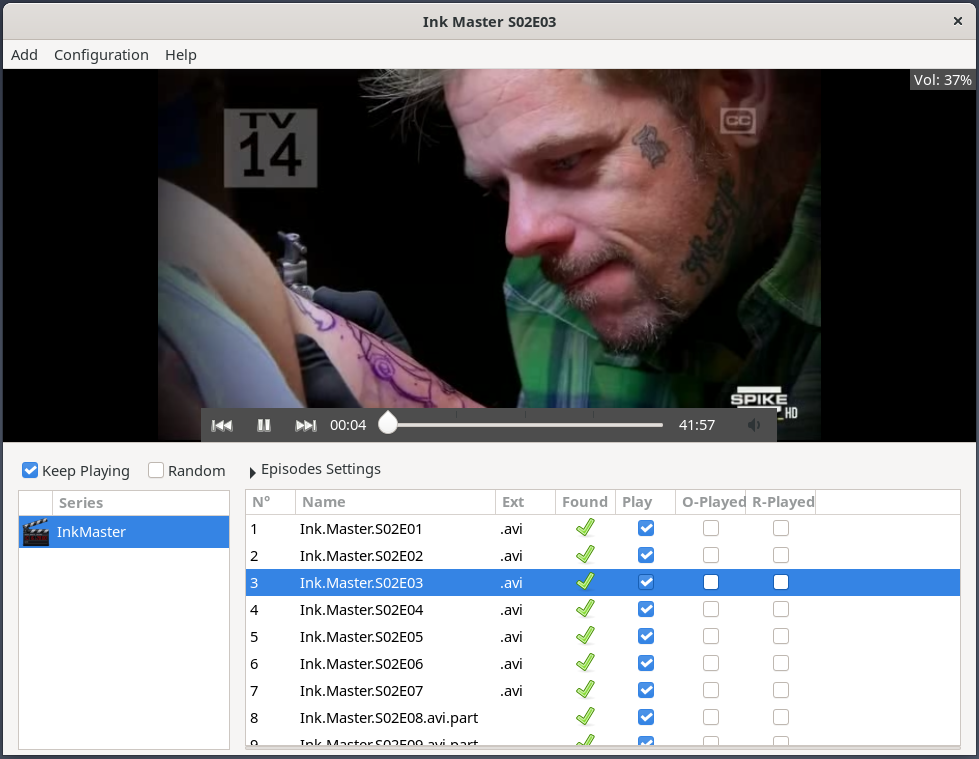 Ink Master S02E03
×
Add Configuration Help
Vol: 37%
TV
14
CC
SPIKE
HD
00:04 41:57
Keep Playing Random Episodes Settings
Series
InkMaster
N° Name Ext Found Play O-Played R-Played
1 Ink.Master.S02E01 .avi
2 Ink.Master.S02E02 .avi
3 Ink.Master.S02E03 .avi
4 Ink.Master.S02E04 .avi
5 Ink.Master.S02E05 .avi
6 Ink.Master.S02E06 .avi
7 Ink.Master.S02E07 .avi
8 Ink.Master.S02E08.avi.part
9 Ink.Master.S02E09.avi.part